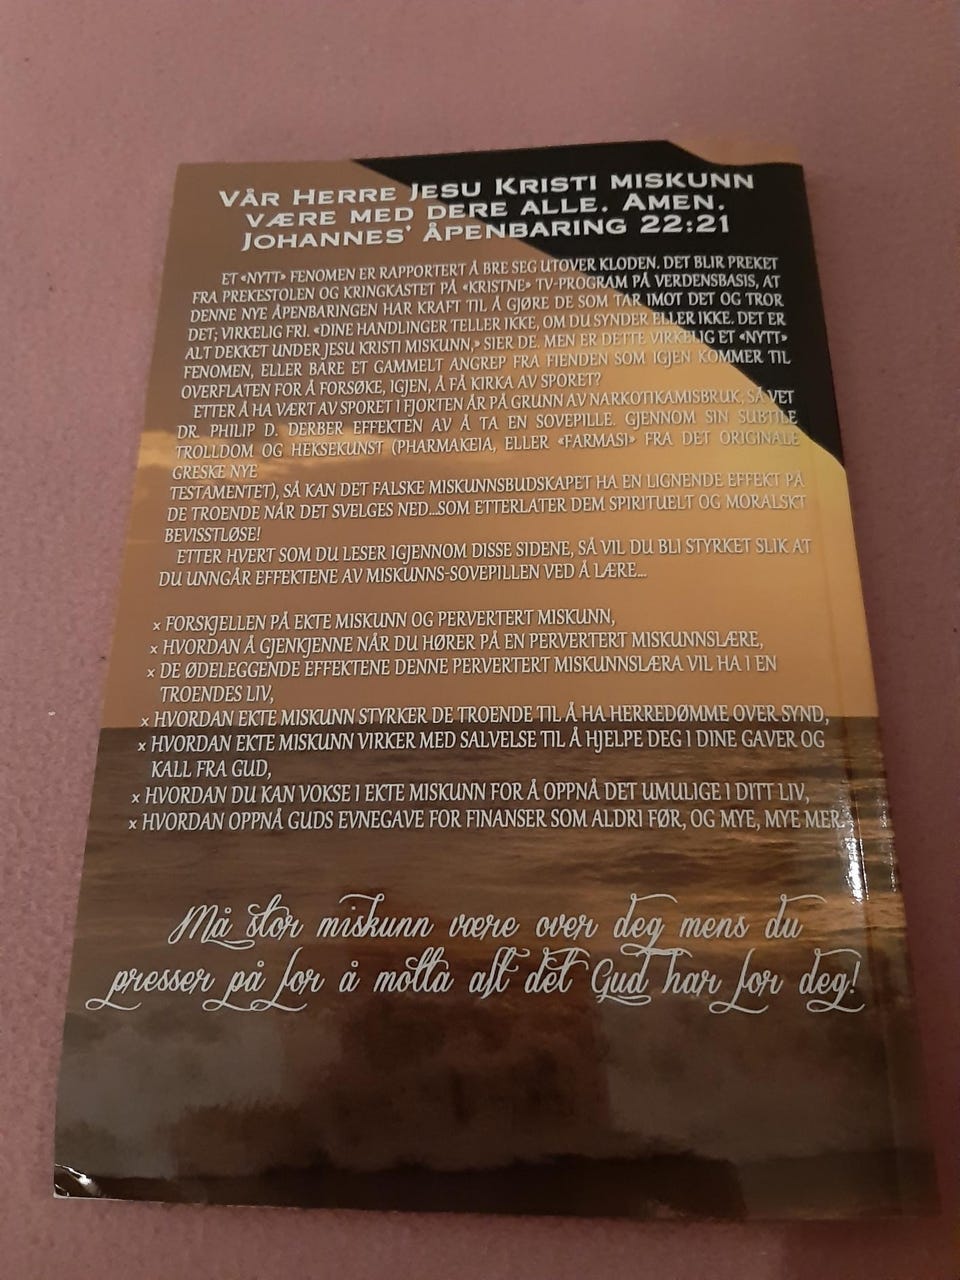 VÅR HERRE JESU KRISTI MISKUNN
VÆRE MED DERE ALLE. AMEN.
JOHANNES' ÅPENBARING 22:21
ET «NYTT» FENOMEN ER RAPPORTERT Å BRE SEG UTOVER KLODEN. DET BLIR PREKET
FRA PREKESTOLEN OG KRINGKASTET PÅ «KRISTNE» TV-PROGRAM PÅ VERDENSBASIS, AT
DENNE NYE ÅPENBARINGEN HAR KRAFT TIL Å GJØRE DE SOM TAR IMOT DET OG TROR
DET; VIRKELIG FRI. «DINE HANDLINGER TELLER IKKE, OM DU SYNDER ELLER IKKE. DET ER
ALT DEKKET UNDER JESU KRISTI MISKUNN,» SIER DE. MEN ER DETTE VIRKELIG ET «NYTT»
FENOMEN, ELLER BARE ET GAMMELT ANGREP FRA FIENDEN SOM IGJEN KOMMER TIL
OVERFLATEN FOR Å FORSØKE, IGJEN, Å FÅ KIRKA AV SPORET?
ETTER Å HA VÆRT AV SPORET I FJORTEN ÅR PÅ GRUNN AV NARKOTIKAMISBRUK, SÅ VET
DR. PHILIP D. DERBER EFFEKTEN AV Å TA EN SOVEPILLE. GJENNOM SIN SUBTILE
TROLLDOM OG HEKSEKUNST (PHARMAKEIA, ELLER «FARMASI» FRA DET ORIGINALE
GRESKE NYE
TESTAMENTET), SÅ KAN DET FALSKE MISKUNNSBUDSKAPET HA EN LIGNENDE EFFEKT PÅ
DE TROENDE NÅR DET SVELGES NED...SOM ETTERLATER DEM SPIRITUELT OG MORALSKT
BEVISSTLØSE!
ETTER HVERT SOM DU LESER IGJENNOM DISSE SIDENE, SÅ VIL DU BLI STYRKET SLIK AT
DU UNNGÅR EFFEKTENE AV MISKUNNS-SOVEPILLEN VED Å LÆRE...
× FORSKJELLEN PÅ EKTE MISKUNN OG PERVERTERT MISKUNN,
× HVORDAN Å GJENKJENNE NÅR DU HØRER PÅ EN PERVERTERT MISKUNNSLÆRE,
× DE ØDELEGGENDE EFFEKTENE DENNE PERVERTERT MISKUNNSLÆRA VIL HA I EN
TROENDES LIV,
× HVORDAN EKTE MISKUNN STYRKER DE TROENDE TIL Å HA HERREDØMME OVER SYND,
× HVORDAN EKTE MISKUNN VIRKER MED SALVELSE TIL Å HJELPE DEG I DINE GAVER OG
KALL FRA GUD,
× HVORDAN DU KAN VOKSE I EKTE MISKUNN FOR Å OPPNÅ DET UMULIGE I DITT LIV,
× HVORDAN OPPNÅ GUDS EVNEGAVE FOR FINANSER SOM ALDRI FØR, OG MYE, MYE MER.
Må stor miskunn være over deg mens du
presser på for å motta alt det Gud har for deg!